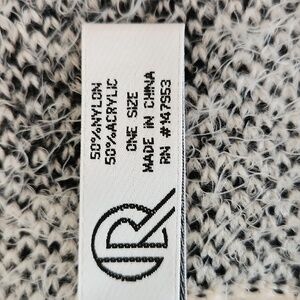 50%NYLON
50%ACRYLIC
ONE SIZE
MADE IN CHINA
RN #147953
R